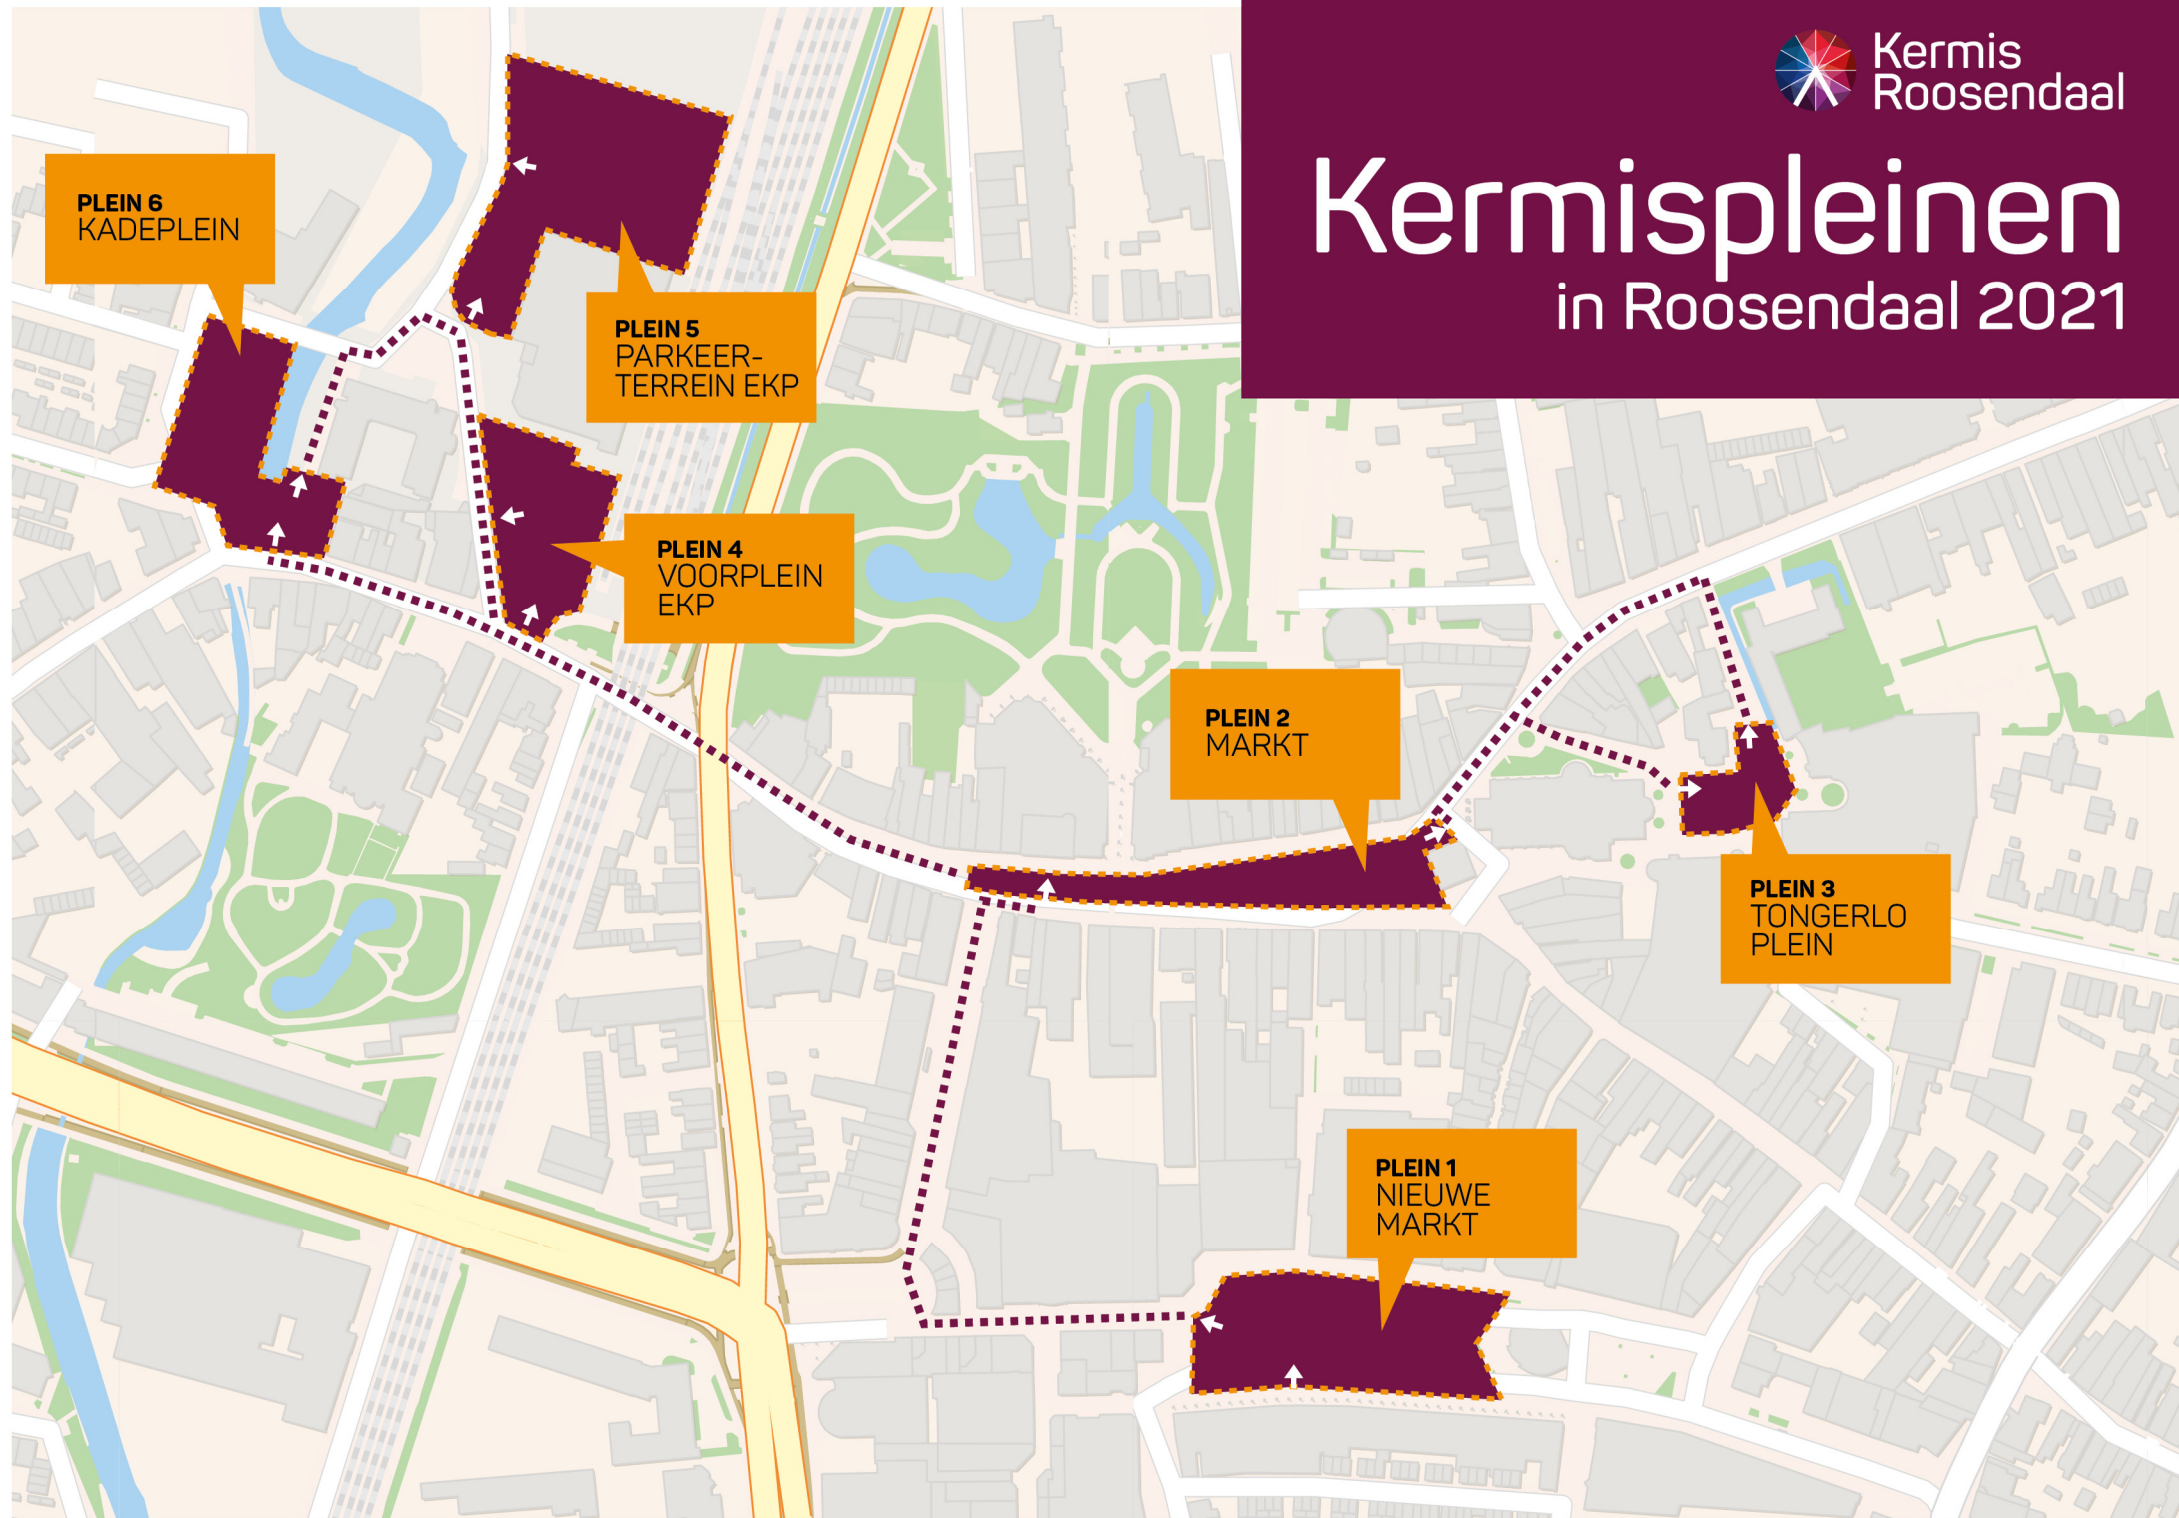 Kermis
Roosendaal
Kermispleinen
in Roosendaal 2021
PLEIN 6
KADEPLEIN
PLEIN 5
PARKEER-
TERREIN EKP
PLEIN 4
VOORPLEIN
EKP
PLEIN 2
MARKT
PLEIN 3
TONGERLO
PLEIN
PLEIN 1
NIEUWE
MARKT